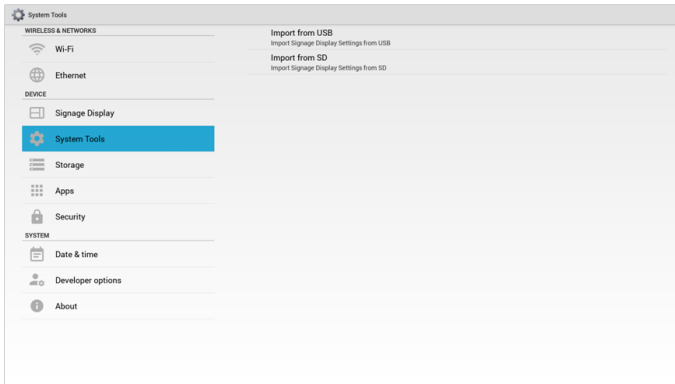 System Tools
WIRELESS & NETWORKS
Wi-Fi
Ethernet
DEVICE
Signage Display
System Tools
Storage
Apps
Security
SYSTEM
Date & time
Developer options
About
Import from USB
Import Signage Display Settings from USB
Import from SD
Import Signage Display Settings from SD